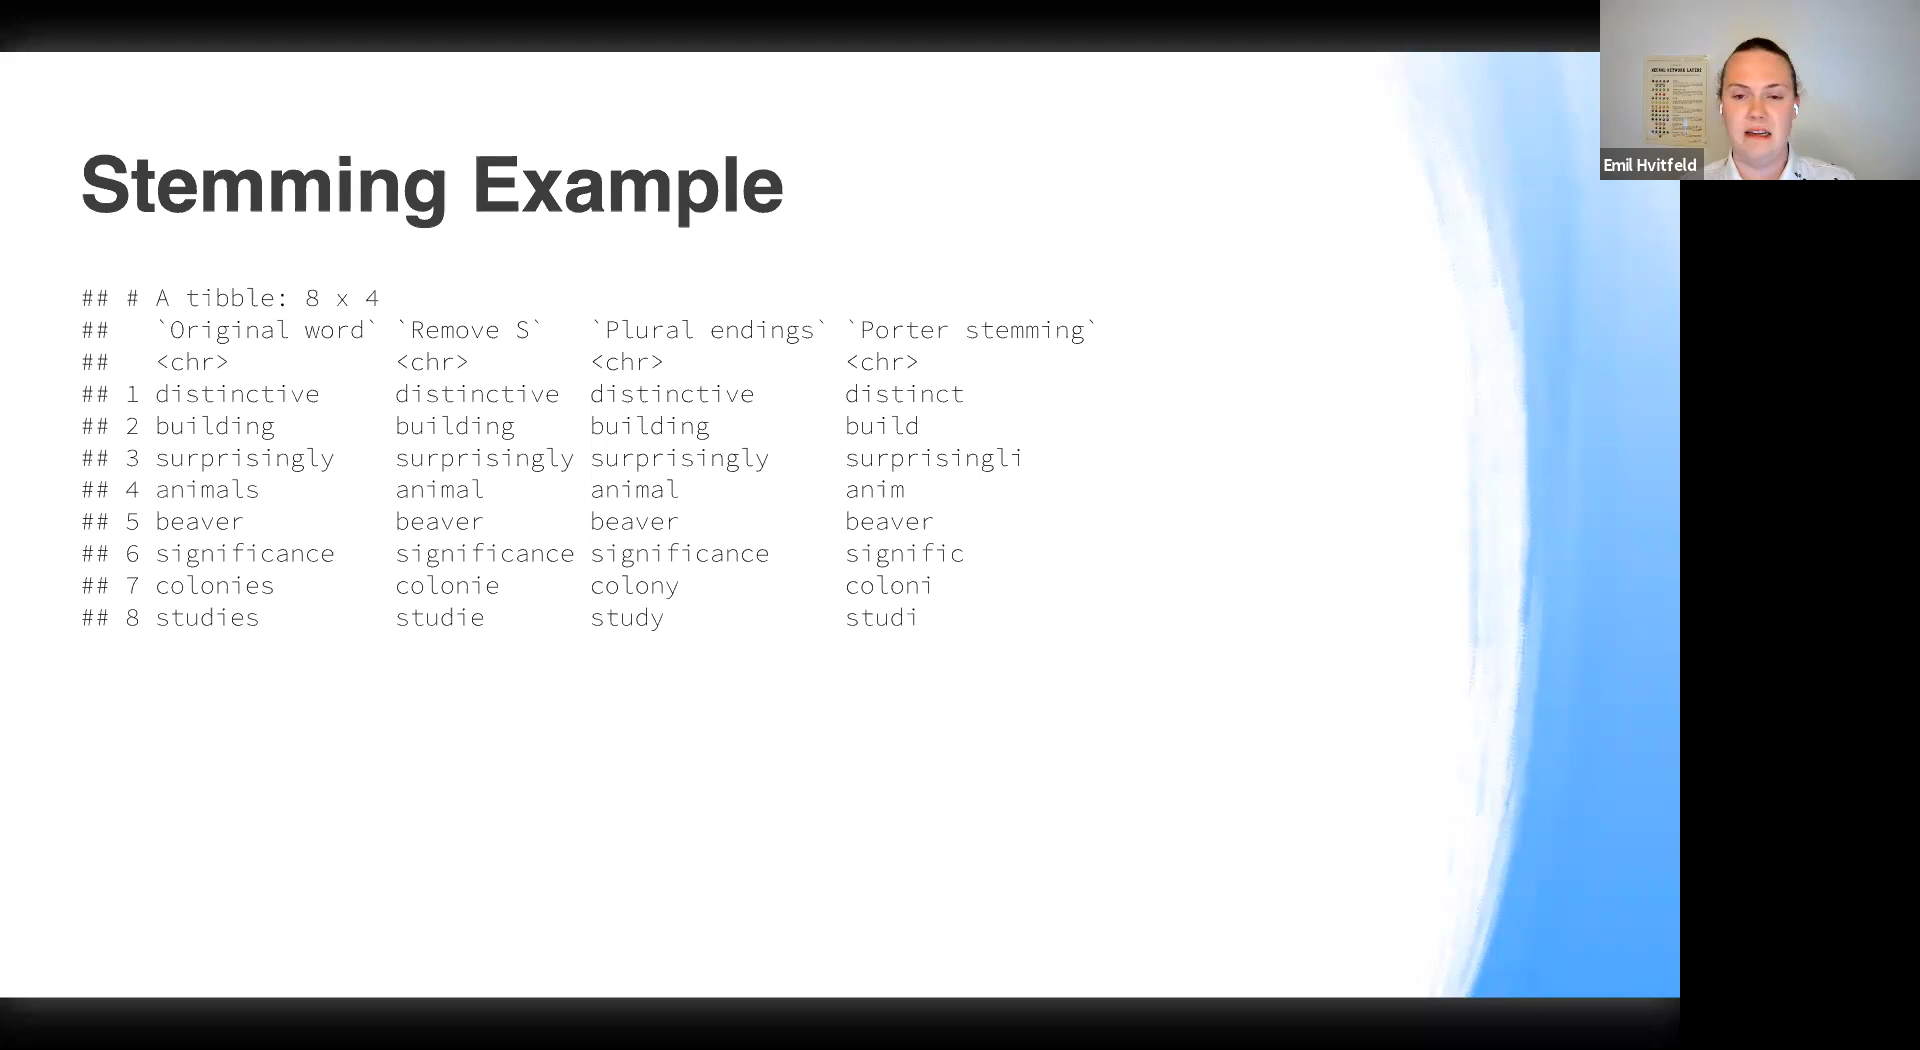 Stemming Example
## # A tibble: 8 x 4
##   `Original word` `Remove S`   `Plural endings` `Porter stemming`
##   <chr>           <chr>        <chr>            <chr>
## 1 distinctive     distinctive  distinctive      distinct
## 2 building        building     building         build
## 3 surprisingly    surprisingly surprisingly     surprisingli
## 4 animals         animal       animal           anim
## 5 beaver          beaver       beaver           beaver
## 6 significance    significance significance     signific
## 7 colonies        colonie      colony           coloni
## 8 studies         studie       study            studi
NEURAL NETWORK LAYERS
Emil Hvitfeld